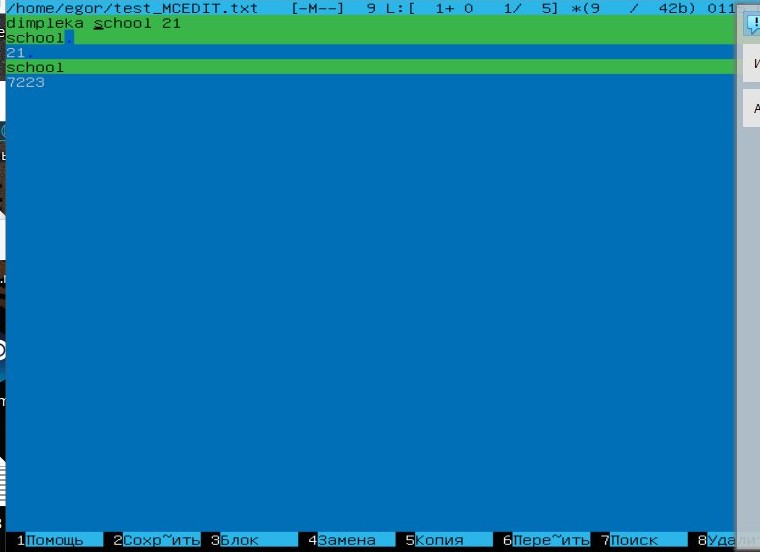 /home/egor/test_MCEDIT.txt [-M--] 9 L:[ 1+ 0 1/ 5] *(9 / 42b) 011
dimpleka school 21
school.
21.
school
7223
1Помощь 2Сохр~ить 3Блок 4Замена 5Копия 6Пере~ить 7Поиск 8Удалить